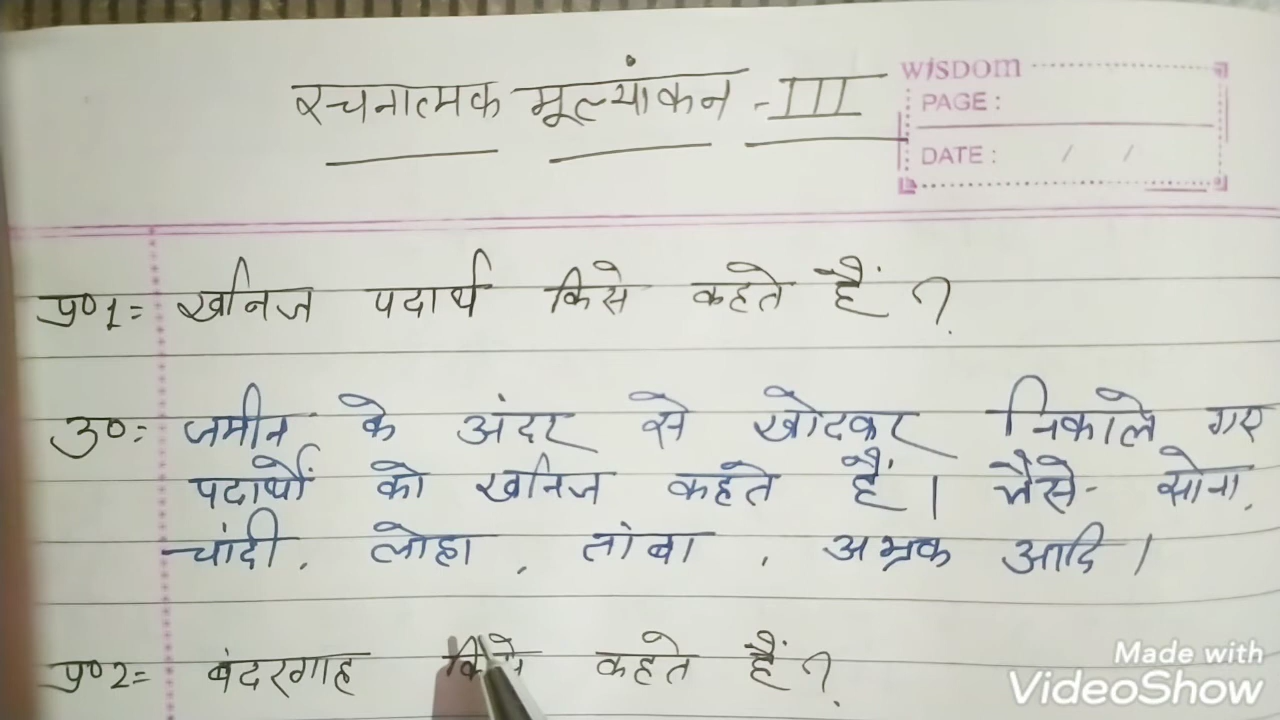 रचनात्मक मूल्यांकन - III
WISDOM
PAGE :
DATE : / /
प्र०1= खनिज पदार्थ किसे कहते हैं ?
उ०:- जमीन के अंदर से खोदकर निकाले गए
पदार्थों को खनिज कहते हैं । जैसे- सोना,
चांदी, लोहा, तांबा, अभ्रक आदि ।
प्र०2= बंदरगाह किसे कहते हैं ?
Made with
VideoShow